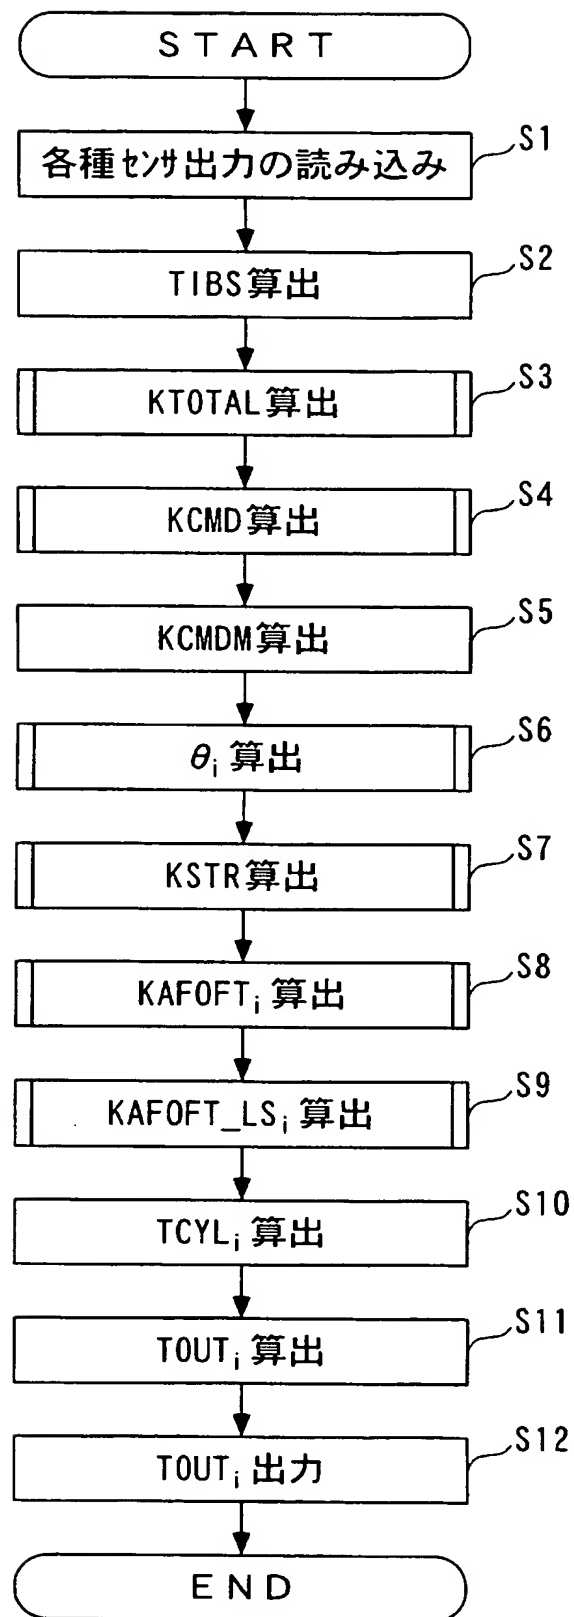 START
各種ｾﾝｻ出力の読み込み
S1
TIBS算出
S2
KTOTAL算出
S3
KCMD算出
S4
KCMDM算出
S5
θi 算出
S6
KSTR算出
S7
KAFOFTi 算出
S8
KAFOFT_LSi 算出
S9
TCYLi 算出
S10
TOUTi 算出
S11
TOUTi 出力
S12
END